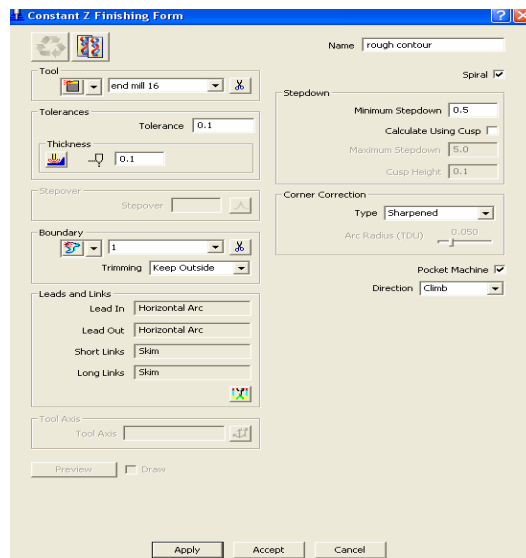 Constant Z Finishing Form
Name rough contour
Tool
end mill 16
Spiral
Tolerances
Tolerance 0.1
Thickness
0.1
Stepdown
Minimum Stepdown 0.5
Calculate Using Cusp
Maximum Stepdown 5.0
Cusp Height 0.1
Stepover
Stepover
Corner Correction
Type Sharpened
Arc Radius (TDU) 0.050
Boundary
1
Trimming Keep Outside
Pocket Machine
Direction Climb
Leads and Links
Lead In Horizontal Arc
Lead Out Horizontal Arc
Short Links Skim
Long Links Skim
Tool Axis
Tool Axis
Preview Draw
Apply Accept Cancel